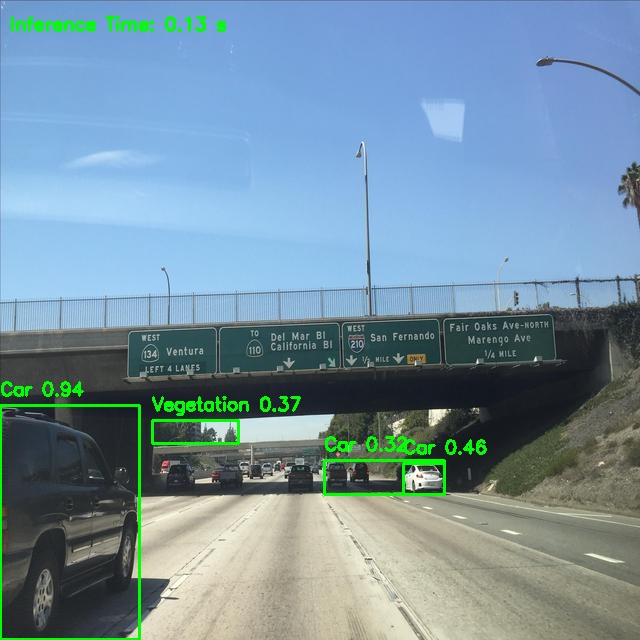 Inference Time: 0.13 s
WEST
134 Ventura
LEFT 4 LANES
TO
110
Del Mar Bl
California Bl
WEST
210 San Fernando
1/2 MILE
ONLY
Fair Oaks Ave-NORTH
Marengo Ave
1/4 MILE
Car 0.94
Vegetation 0.37
Car 0.32
Car 0.46